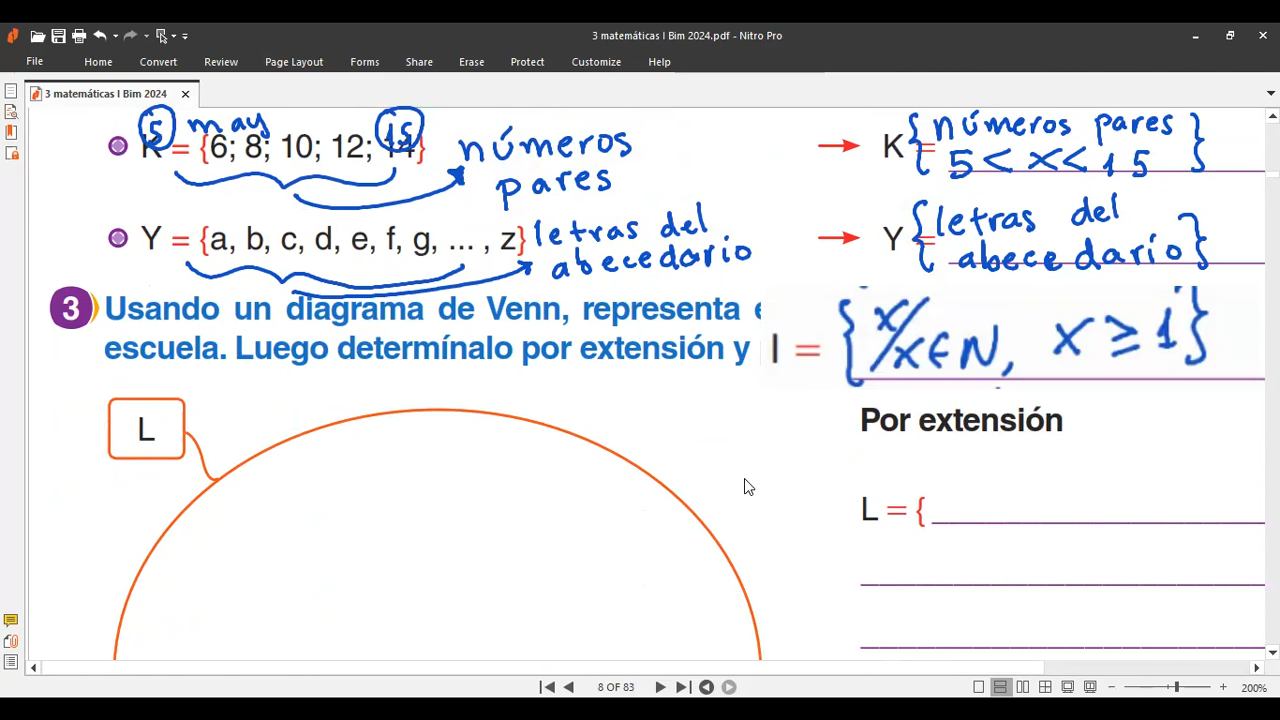 3 matemáticas I Bim 2024.pdf - Nitro Pro
File Home Convert Review Page Layout Forms Share Erase Protect Customize Help
3 matemáticas I Bim 2024
5 may 15
K = {6; 8; 10; 12; 14} números pares
K = {números pares
5 < x < 15}
Y = {a, b, c, d, e, f, g, ... , z} letras del abecedario
Y = {letras del
abecedario}
3 Usando un diagrama de Venn, representa e
escuela. Luego determínalo por extensión y
I = {x/x ∈ N, x ≥ 1}
L
Por extensión
L = {
8 OF 83
200%